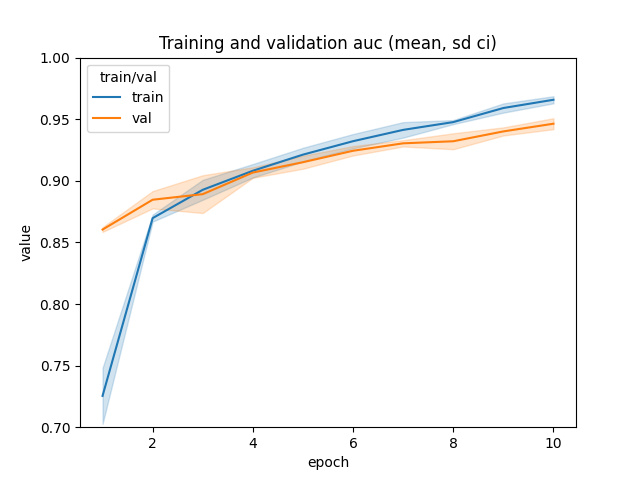 Training and validation auc (mean, sd ci)
1.00
0.95
0.90
0.85
0.80
0.75
0.70
value
train/val
train
val
2 4 6 8 10
epoch